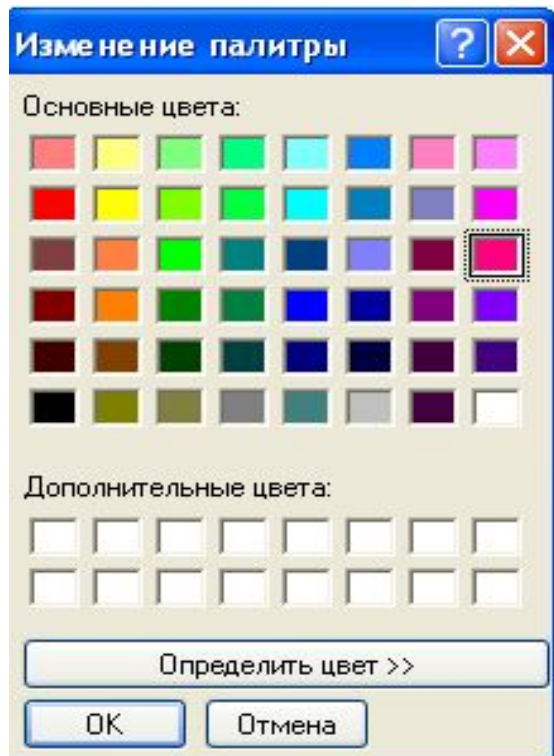 Изменение палитры
Основные цвета:
Дополнительные цвета:
Определить цвет >>
OK
Отмена